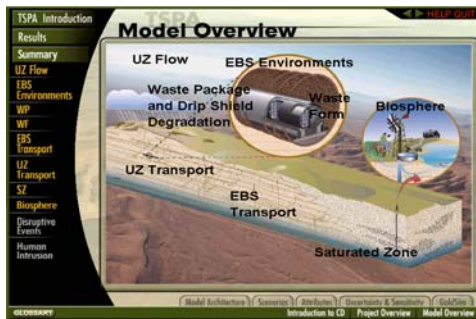 TSPA Introduction
Results
Summary
UZ Flow
EBS
Environments
WP
WF
EBS
Transport
UZ
Transport
SZ
Biosphere
Disruptive
Events
Human
Intrusion
GLOSSARY
TSPA
Model Overview
HELP QUIT
UZ Flow
EBS Environments
Waste Package
and Drip Shield
Degradation
Waste
Form
Biosphere
UZ Transport
EBS
Transport
Saturated Zone
Model Architecture
Scenarios
Attributes
Uncertainty & Sensitivity
GoldSim
Introduction to CD
Project Overview
Model Overview